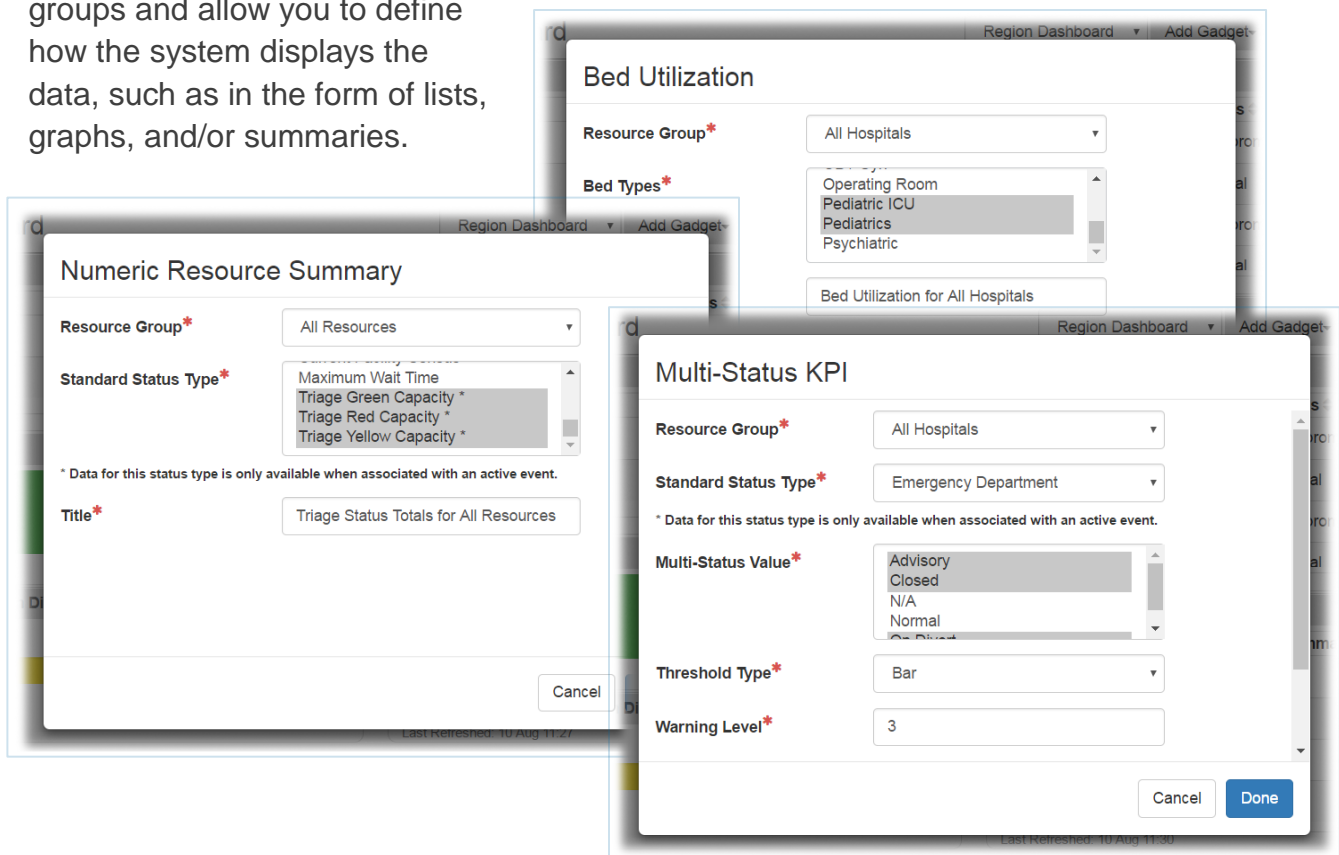 groups and allow you to define
how the system displays the
data, such as in the form of lists,
graphs, and/or summaries.
Region Dashboard Add Gadget
Bed Utilization
Resource Group*
All Hospitals
Bed Types*
Operating Room
Pediatric ICU
Pediatrics
Psychiatric
Bed Utilization for All Hospitals
Region Dashboard Add Gadget
Numeric Resource Summary
Resource Group*
All Resources
Standard Status Type*
Maximum Wait Time
Triage Green Capacity *
Triage Red Capacity *
Triage Yellow Capacity *
* Data for this status type is only available when associated with an active event.
Title*
Triage Status Totals for All Resources
Cancel
Last Refreshed: 10 Aug 11:27
Region Dashboard Add Gadget
Multi-Status KPI
Resource Group*
All Hospitals
Standard Status Type*
Emergency Department
* Data for this status type is only available when associated with an active event.
Multi-Status Value*
Advisory
Closed
N/A
Normal
On Divert
Threshold Type*
Bar
Warning Level*
3
Cancel
Done
Last Refreshed: 10 Aug 11:30